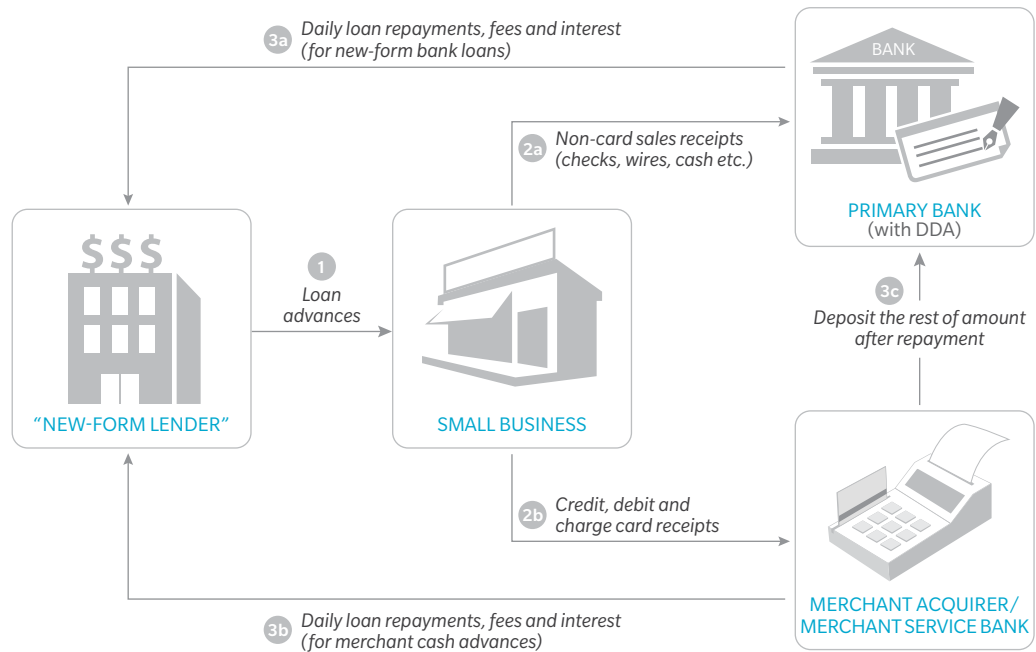 3a Daily loan repayments, fees and interest
(for new-form bank loans)
BANK
2a Non-card sales receipts
(checks, wires, cash etc.)
PRIMARY BANK
(with DDA)
$$$
1
Loan
advances
3c
Deposit the rest of amount
after repayment
“NEW-FORM LENDER”
SMALL BUSINESS
2b Credit, debit and
charge card receipts
MERCHANT ACQUIRER/
MERCHANT SERVICE BANK
3b Daily loan repayments, fees and interest
(for merchant cash advances)